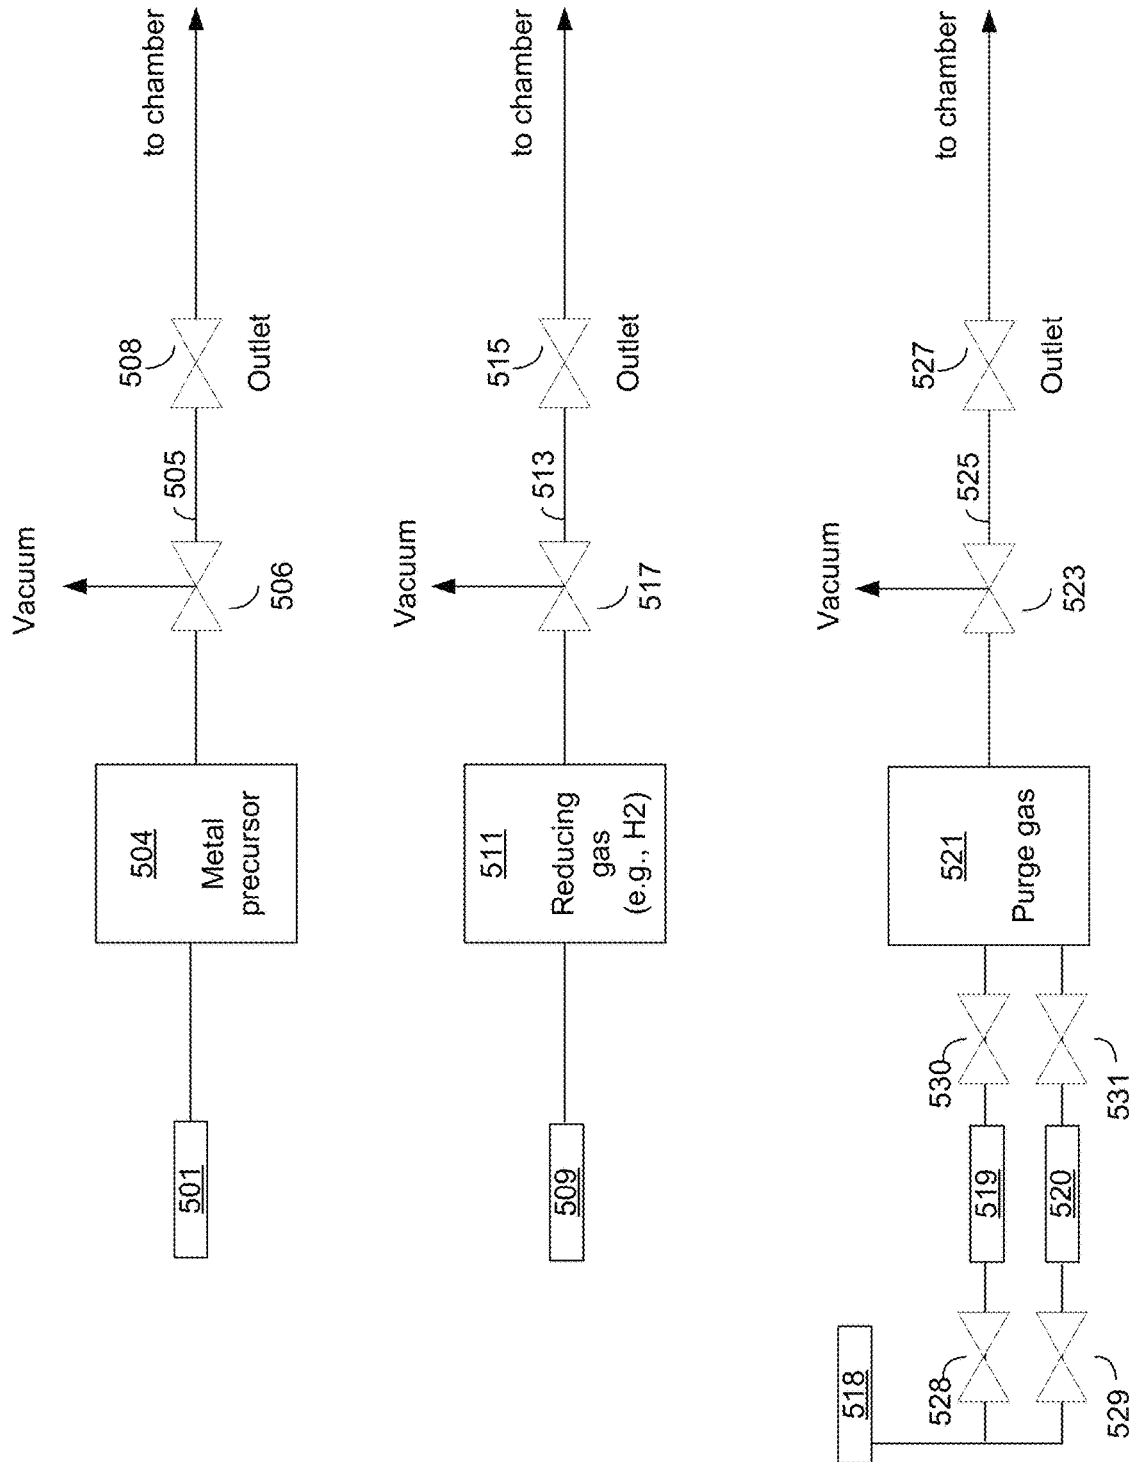 501
504
Metal
precursor
Vacuum
506
505
508
Outlet
to chamber
509
511
Reducing
gas
(e.g., H2)
Vacuum
517
513
515
Outlet
to chamber
518
528
529
519
520
530
531
521
Purge gas
Vacuum
523
525
527
Outlet
to chamber